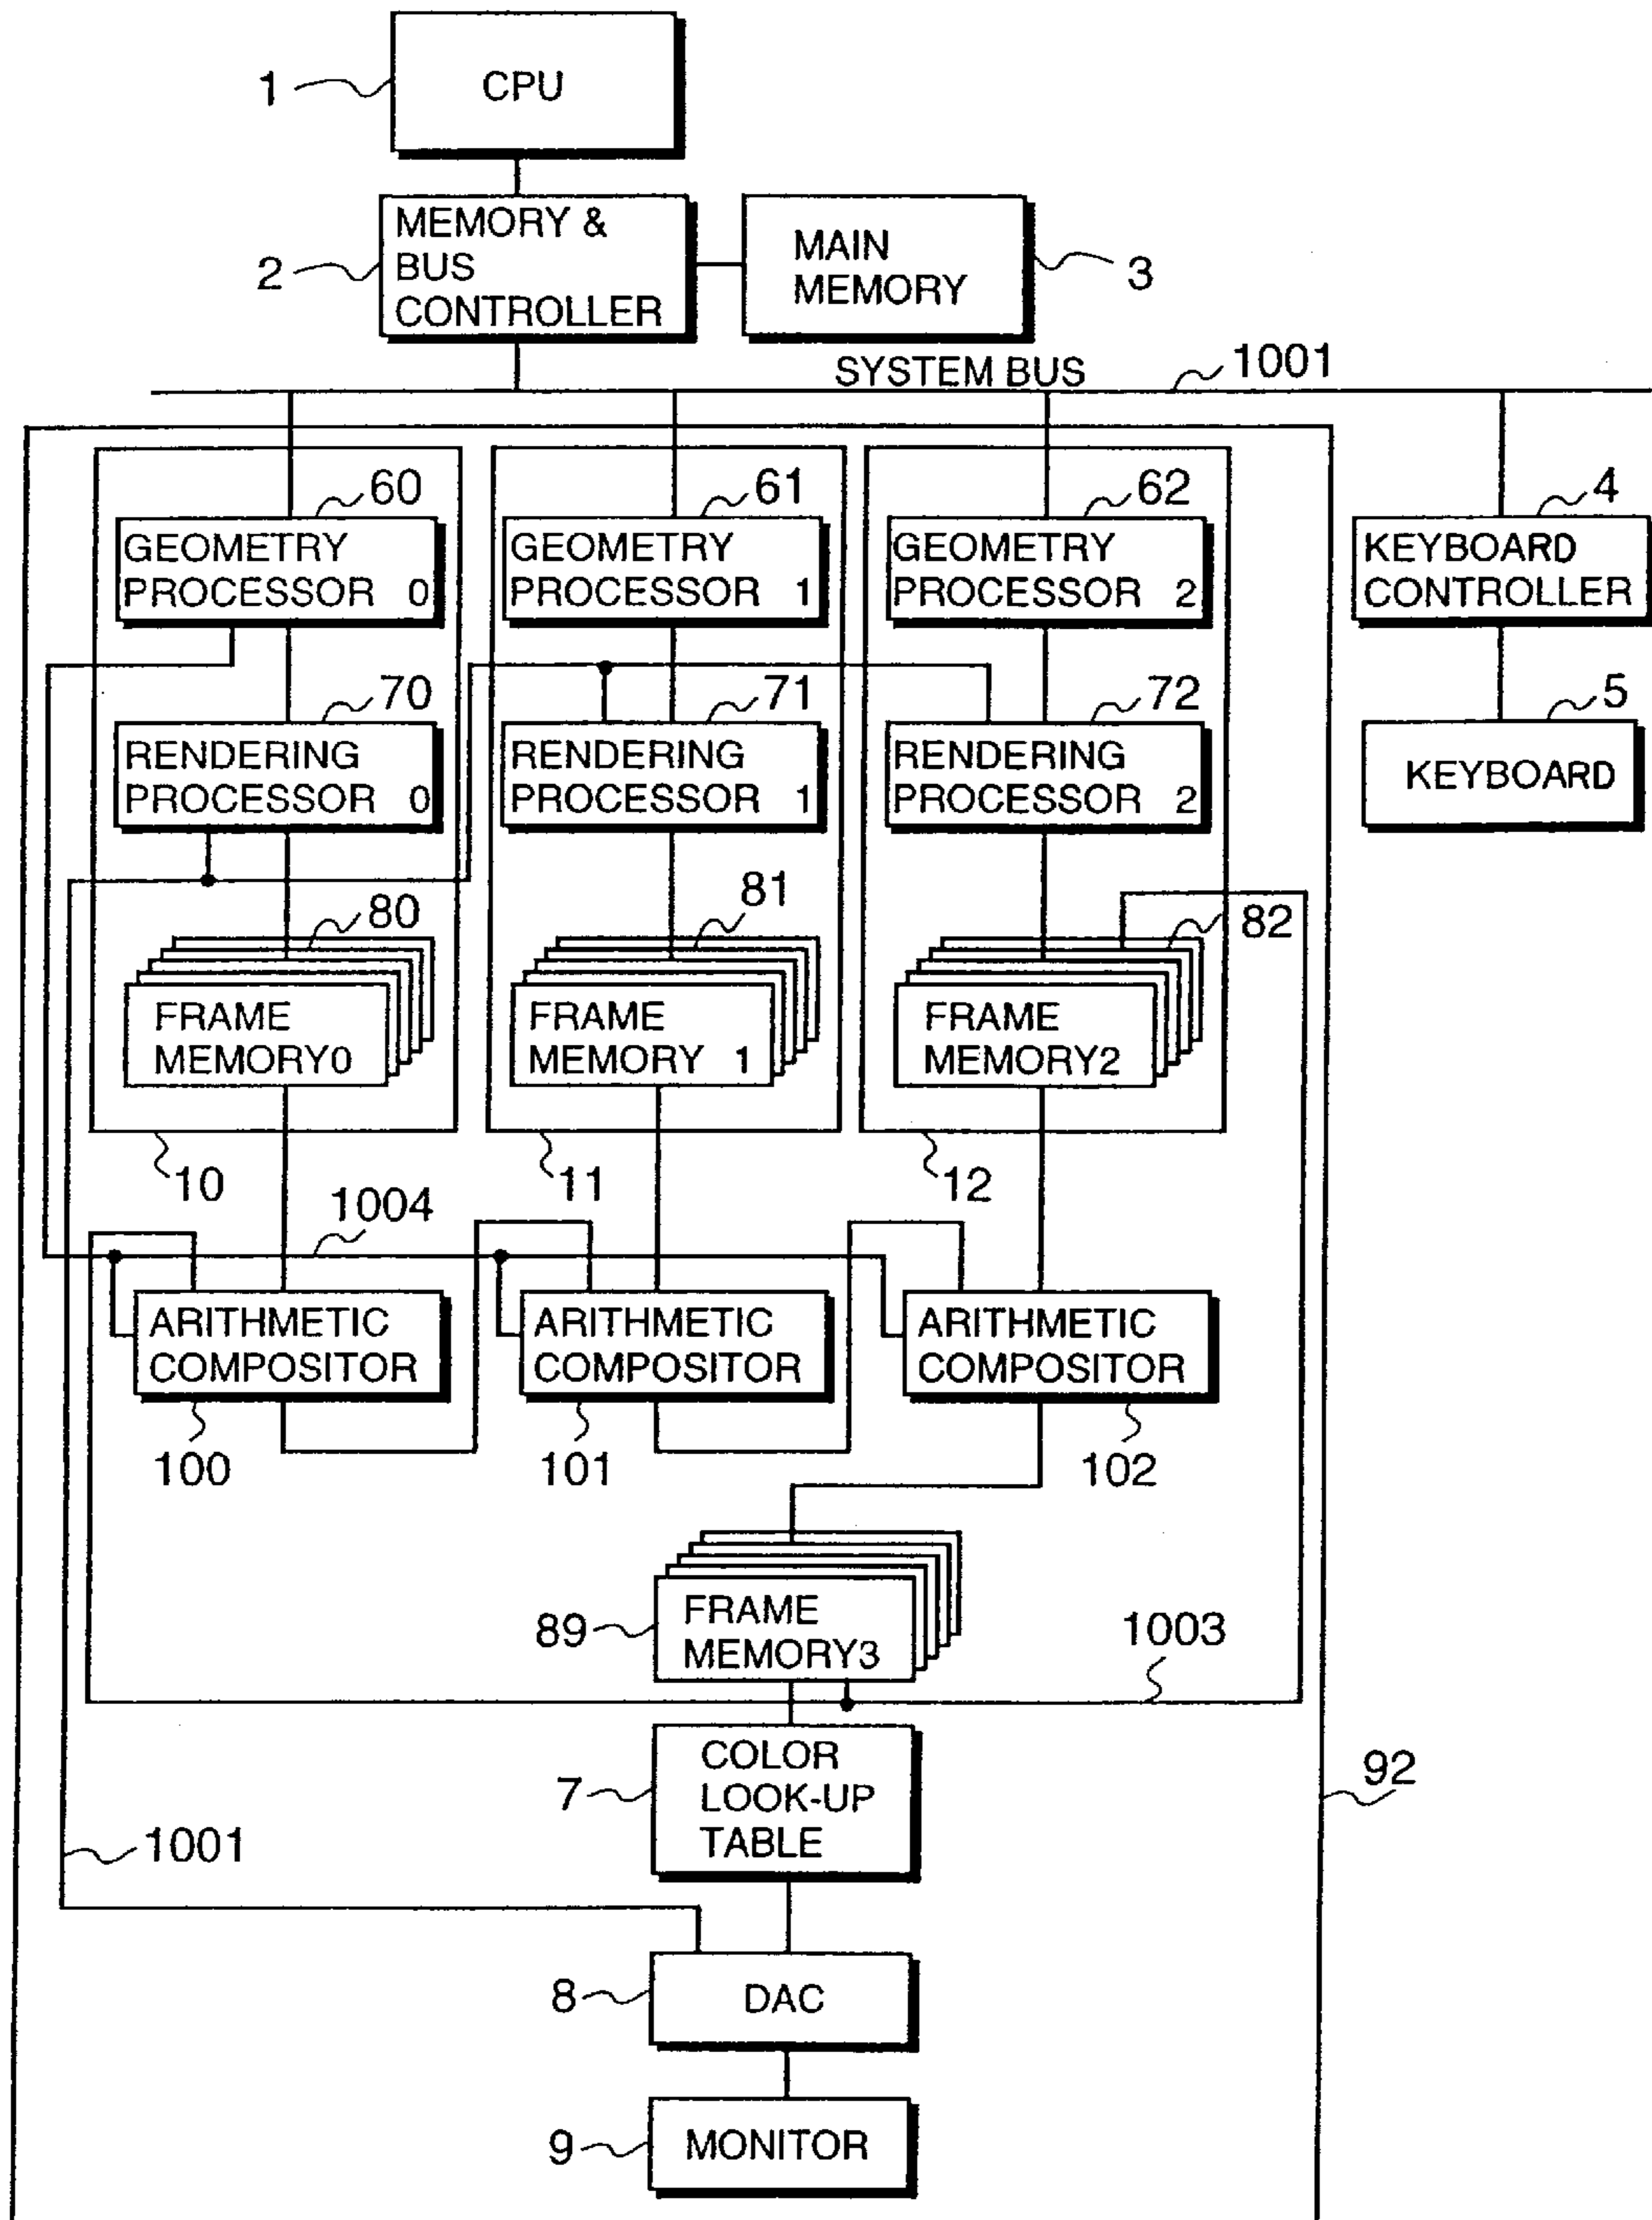 CPU
1
MEMORY &
BUS
CONTROLLER
2
MAIN
MEMORY
3
SYSTEM BUS
1001
60
61
62
4
GEOMETRY
PROCESSOR 0
GEOMETRY
PROCESSOR 1
GEOMETRY
PROCESSOR 2
KEYBOARD
CONTROLLER
70
71
72
5
RENDERING
PROCESSOR 0
RENDERING
PROCESSOR 1
RENDERING
PROCESSOR 2
KEYBOARD
80
81
82
FRAME
MEMORY0
FRAME
MEMORY 1
FRAME
MEMORY2
10
11
12
1004
ARITHMETIC
COMPOSITOR
ARITHMETIC
COMPOSITOR
ARITHMETIC
COMPOSITOR
100
101
102
FRAME
MEMORY3
89
1003
COLOR
LOOK-UP
TABLE
7
92
1001
DAC
8
MONITOR
9